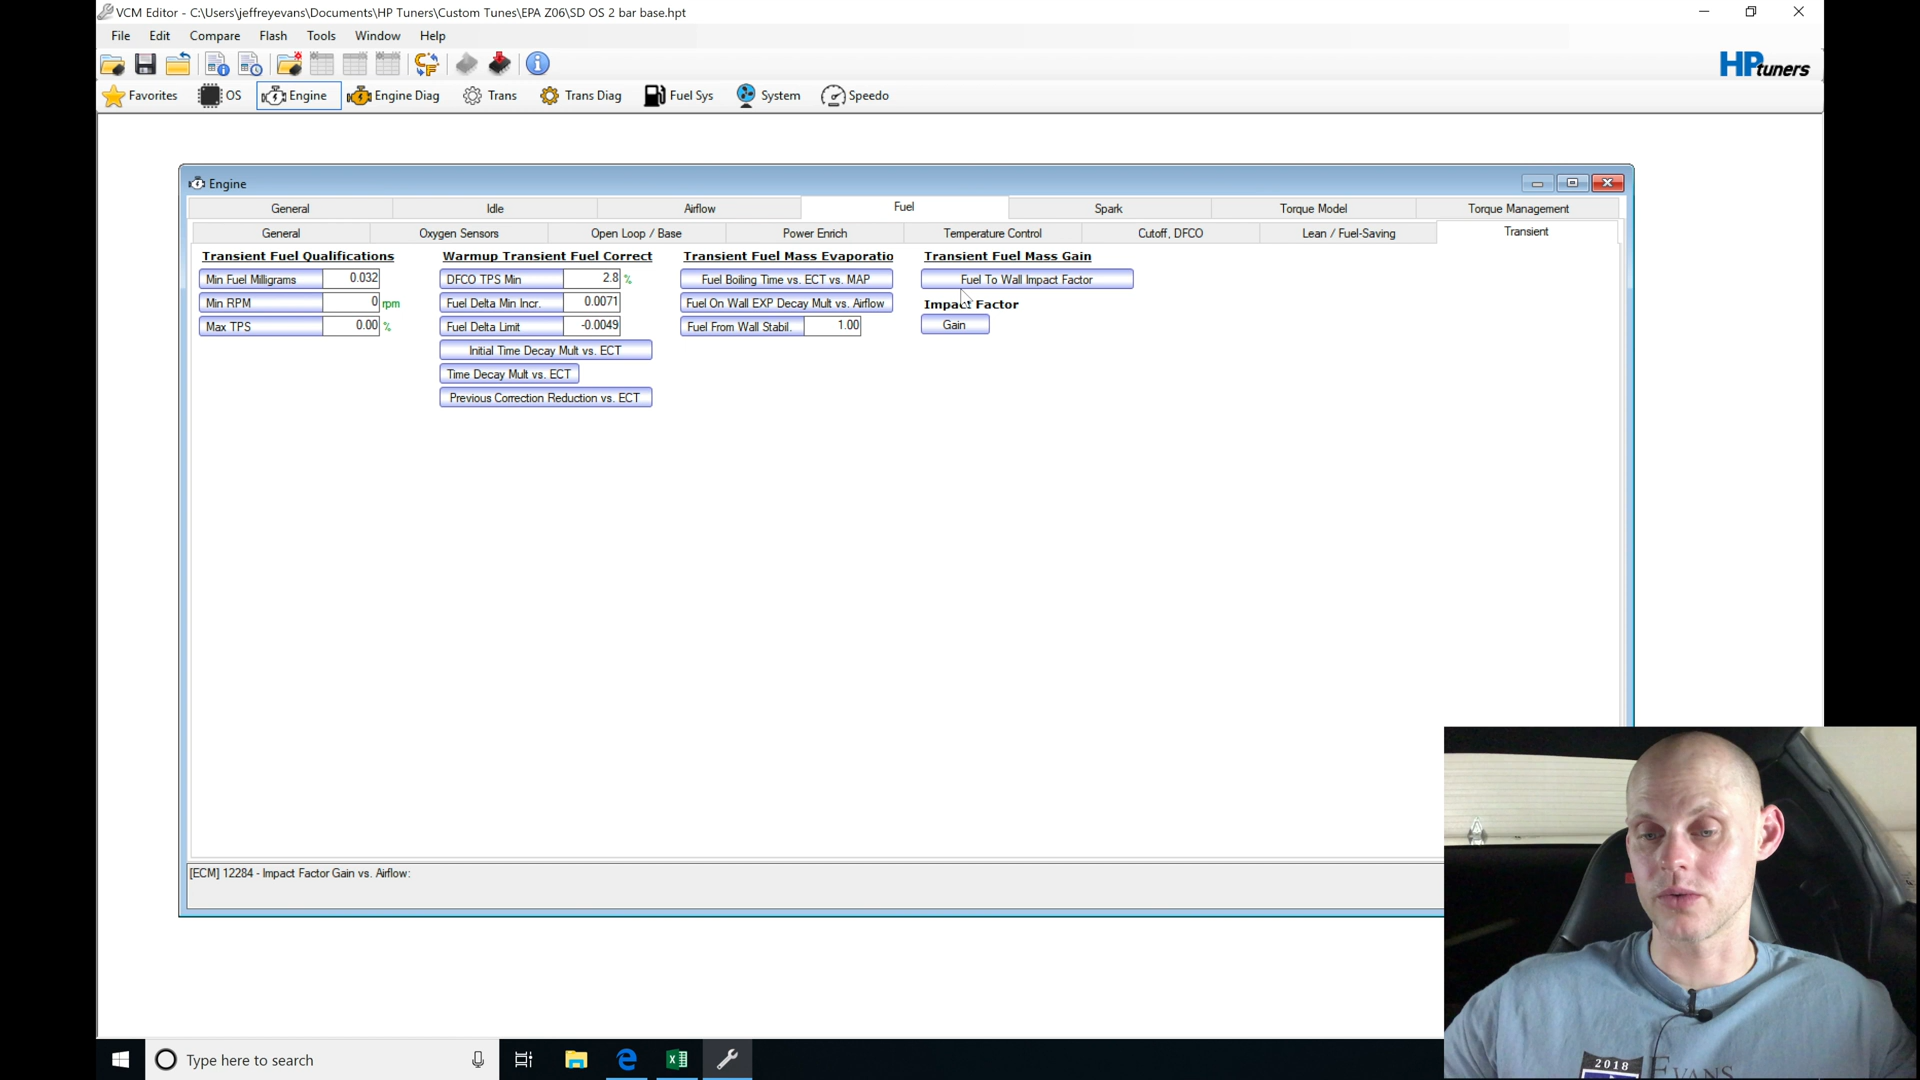 VCM Editor - C:\Users\jeffreyevans\Documents\HP Tuners\Custom Tunes\EPA Z06\SD OS 2 bar base.hpt
File Edit Compare Flash Tools Window Help
HPtuners
Favorites OS Engine Engine Diag Trans Trans Diag Fuel Sys System Speedo
Engine
General Idle Airflow Fuel Spark Torque Model Torque Management
General Oxygen Sensors Open Loop / Base Power Enrich Temperature Control Cutoff, DFCO Lean / Fuel-Saving Transient
Transient Fuel Qualifications
Min Fuel Milligrams 0.032
Min RPM 0 rpm
Max TPS 0.00 %
Warmup Transient Fuel Correct
DFCO TPS Min 2.8 %
Fuel Delta Min Incr. 0.0071
Fuel Delta Limit -0.0049
Initial Time Decay Mult vs. ECT
Time Decay Mult vs. ECT
Previous Correction Reduction vs. ECT
Transient Fuel Mass Evaporatio
Fuel Boiling Time vs. ECT vs. MAP
Fuel On Wall EXP Decay Mult vs. Airflow
Fuel From Wall Stabil. 1.00
Transient Fuel Mass Gain
Fuel To Wall Impact Factor
Impact Factor
Gain
[ECM] 12284 - Impact Factor Gain vs. Airflow:
Type here to search
2018
EVANS